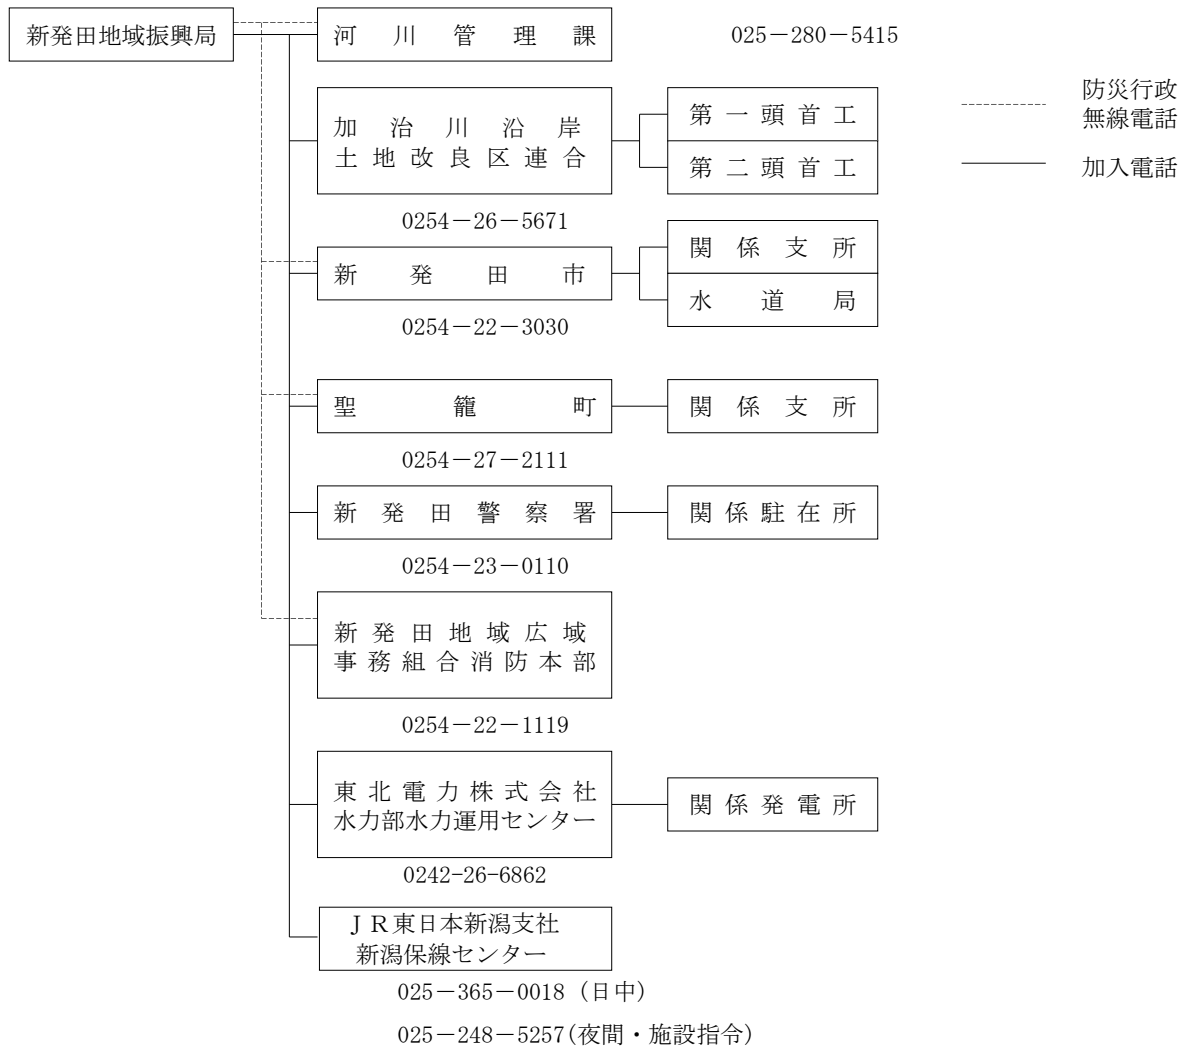 新発田地域振興局
河川管理課
025－280－5415
加治川沿岸
土地改良区連合
第一頭首工
第二頭首工
防災行政
無線電話
加入電話
0254－26－5671
新発田市
関係支所
水道局
0254－22－3030
聖籠町
関係支所
0254－27－2111
新発田警察署
関係駐在所
0254－23－0110
新発田地域広域
事務組合消防本部
0254－22－1119
東北電力株式会社
水力部水力運用センター
関係発電所
0242-26-6862
ＪＲ東日本新潟支社
新潟保線センター
025－365－0018（日中）
025－248－5257(夜間・施設指令)